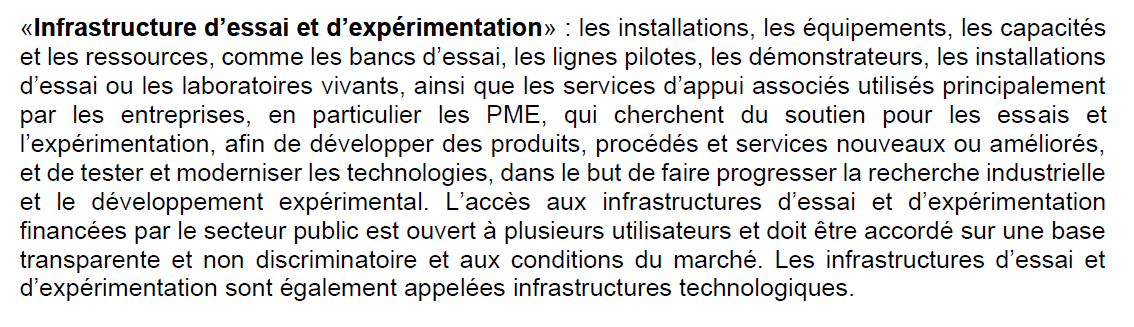 «Infrastructure d’essai et d’expérimentation» : les installations, les équipements, les capacités
et les ressources, comme les bancs d’essai, les lignes pilotes, les démonstrateurs, les installations
d’essai ou les laboratoires vivants, ainsi que les services d’appui associés utilisés principalement
par les entreprises, en particulier les PME, qui cherchent du soutien pour les essais et
l’expérimentation, afin de développer des produits, procédés et services nouveaux ou améliorés,
et de tester et moderniser les technologies, dans le but de faire progresser la recherche industrielle
et le développement expérimental. L’accès aux infrastructures d’essai et d’expérimentation
financées par le secteur public est ouvert à plusieurs utilisateurs et doit être accordé sur une base
transparente et non discriminatoire et aux conditions du marché. Les infrastructures d’essai et
d’expérimentation sont également appelées infrastructures technologiques.